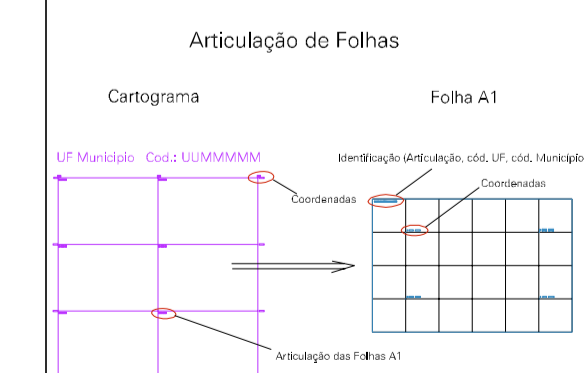 Articulação de Folhas
Cartograma
Folha A1
UF Municipio Cod.: UUMMMMM
Identificação (Articulação, cód. UF, cód. Município
Coordenadas
Coordenadas
Articulação das Folhas A1